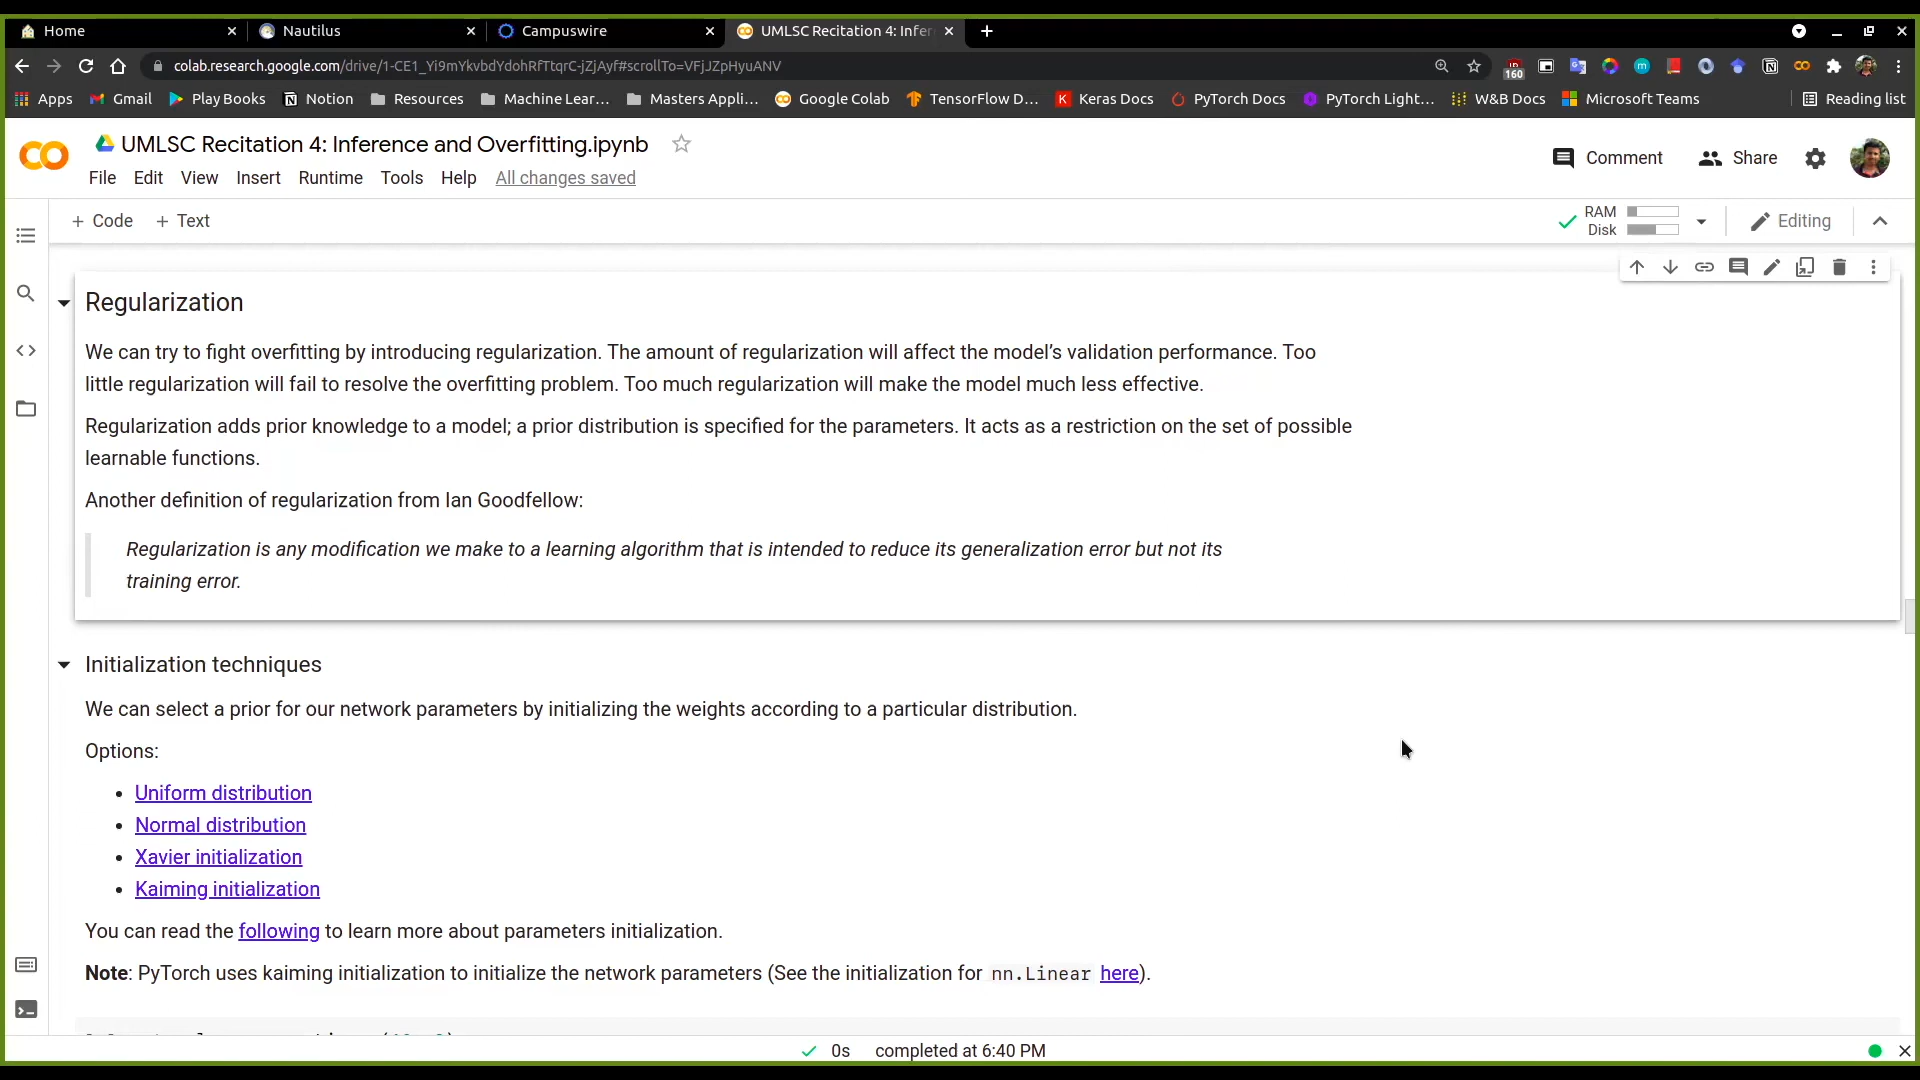 Home
Nautilus
Campuswire
UMLSC Recitation 4: Infer
colab.research.google.com/drive/1-CE1_Yi9mYkvbdYdohRfTtqrC-jZjAyf#scrollTo=VFjJZpHyuANV
160
Apps
Gmail
Play Books
Notion
Resources
Machine Lear...
Masters Appli...
Google Colab
TensorFlow D...
Keras Docs
PyTorch Docs
PyTorch Light...
W&B Docs
Microsoft Teams
Reading list
UMLSC Recitation 4: Inference and Overfitting.ipynb
Comment
Share
File Edit View Insert Runtime Tools Help All changes saved
+ Code + Text
RAM
Disk
Editing
Regularization
We can try to fight overfitting by introducing regularization. The amount of regularization will affect the model's validation performance. Too
little regularization will fail to resolve the overfitting problem. Too much regularization will make the model much less effective.
Regularization adds prior knowledge to a model; a prior distribution is specified for the parameters. It acts as a restriction on the set of possible
learnable functions.
Another definition of regularization from Ian Goodfellow:
Regularization is any modification we make to a learning algorithm that is intended to reduce its generalization error but not its
training error.
Initialization techniques
We can select a prior for our network parameters by initializing the weights according to a particular distribution.
Options:
• Uniform distribution
• Normal distribution
• Xavier initialization
• Kaiming initialization
You can read the following to learn more about parameters initialization.
Note: PyTorch uses kaiming initialization to initialize the network parameters (See the initialization for nn.Linear here).
0s completed at 6:40 PM